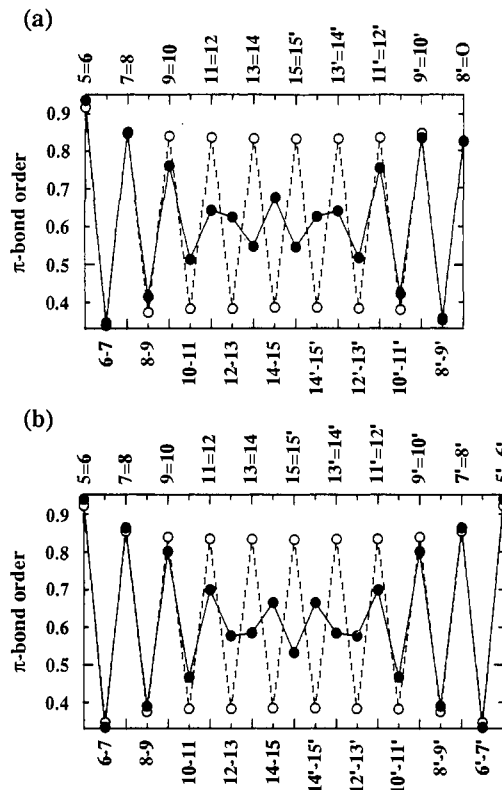 (a)
5=6 7=8 9=10 11=12 13=14 15=15' 13'=14' 11'=12' 9'=10' 8'=O
π-bond order
0.9
0.8
0.7
0.6
0.5
0.4
6-7 8-9 10-11 12-13 14-15 14'-15' 12'-13' 10'-11' 8'-9'
(b)
5=6 7=8 9=10 11=12 13=14 15=15' 13'=14' 11'=12' 9'=10' 7'=8' 5'=6'
π-bond order
0.9
0.8
0.7
0.6
0.5
0.4
6-7 8-9 10-11 12-13 14-15 14'-15' 12'-13' 10'-11' 8'-9' 6'-7'